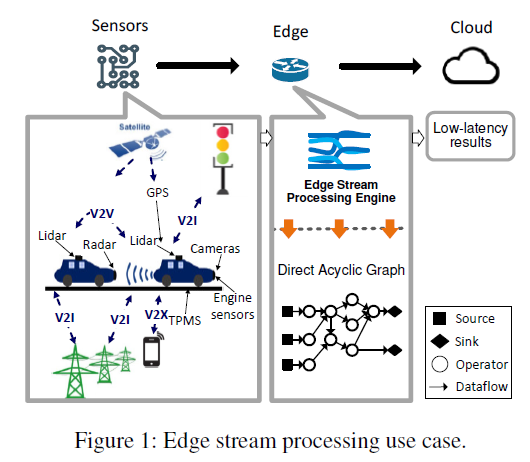 Sensors
Edge
Cloud
Satellite
GPS
V2V
V2I
Lidar
Radar
Lidar
Cameras
Engine
sensors
V2I
V2I
V2X
TPMS
Edge Stream
Processing Engine
Direct Acyclic Graph
Low-latency
results
Source
Sink
Operator
Dataflow
Figure 1: Edge stream processing use case.